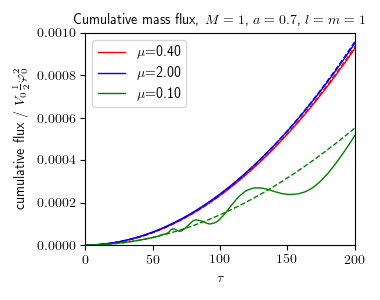 Cumulative mass flux, M = 1, a = 0.7, l = m = 1
cumulative flux / V₀ ½ φ₀²
0.0010
0.0008
0.0006
0.0004
0.0002
0.0000
μ=0.40
μ=2.00
μ=0.10
0 50 100 150 200
τ